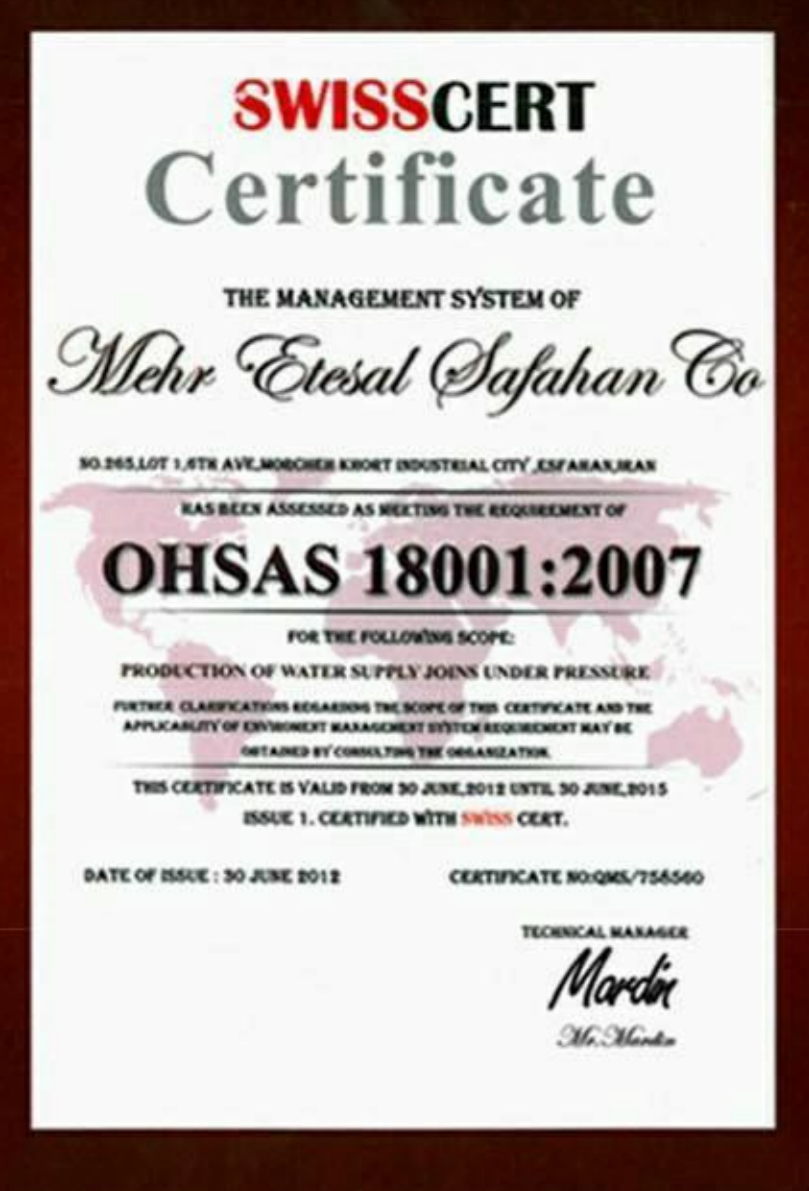 SWISSCERT
Certificate
THE MANAGEMENT SYSTEM OF
Mehr Etesal Safahan Co
NO.265,LOT 1,6TH AVE,MORCHEH KHORT INDUSTRIAL CITY ,ESFAHAN,IRAN
HAS BEEN ASSESSED AS MEETING THE REQUIREMENT OF
OHSAS 18001:2007
FOR THE FOLLOWING SCOPE:
PRODUCTION OF WATER SUPPLY JOINS UNDER PRESSURE
FURTHER CLARIFICATIONS REGARDING THE SCOPE OF THIS CERTIFICATE AND THE
APPLICABLITY OF ENVIROMENT MANAGEMENT SYSTEM REQUIREMENT MAY BE
OBTAINED BY CONSULTING THE ORGANIZATION.
THIS CERTIFICATE IS VALID FROM 30 JUNE,2012 UNTIL 30 JUNE,2015
ISSUE 1. CERTIFIED WITH SWISS CERT.
DATE OF ISSUE : 30 JUNE 2012
CERTIFICATE NO:QMS/758560
TECHNICAL MANAGER
Mardin
Mr.Mardin